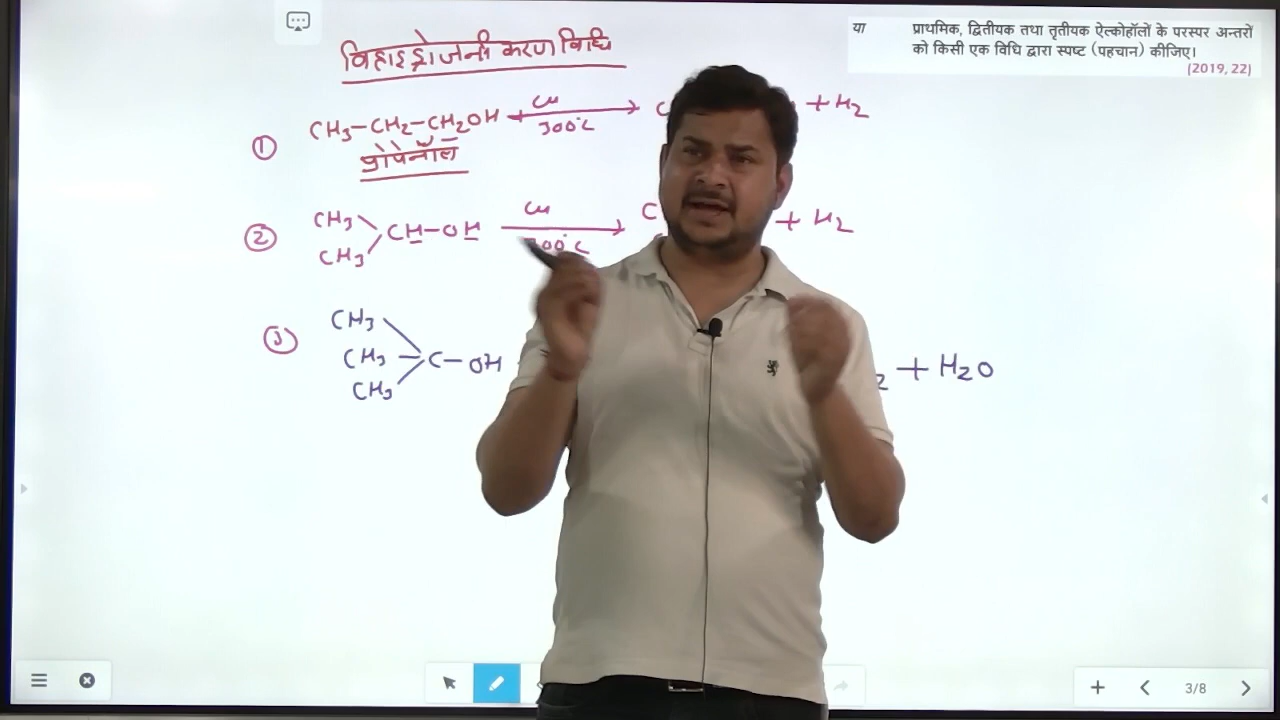 या प्राथमिक, द्वितीयक तथा तृतीयक ऐल्कोहॉलों के परस्पर अन्तरों
को किसी एक विधि द्वारा स्पष्ट (पहचान) कीजिए।
(2019, 22)
विहाइड्रोजनीकरण विधि
① CH3-CH2-CH2OH Cu 300°C C + H2
प्रोपेनॉल
② CH3 CH3 CH-OH Cu 300°C C + H2
③ CH3 CH3 CH3 C-OH 2 + H2O
3/8